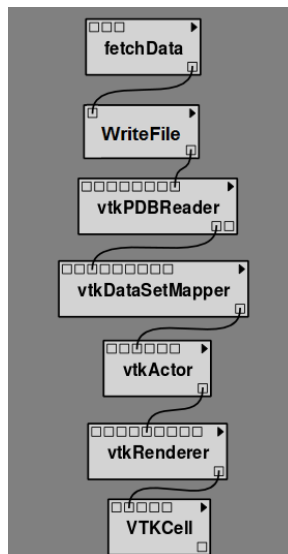 fetchData
WriteFile
vtkPDBReader
vtkDataSetMapper
vtkActor
vtkRenderer
VTKCell